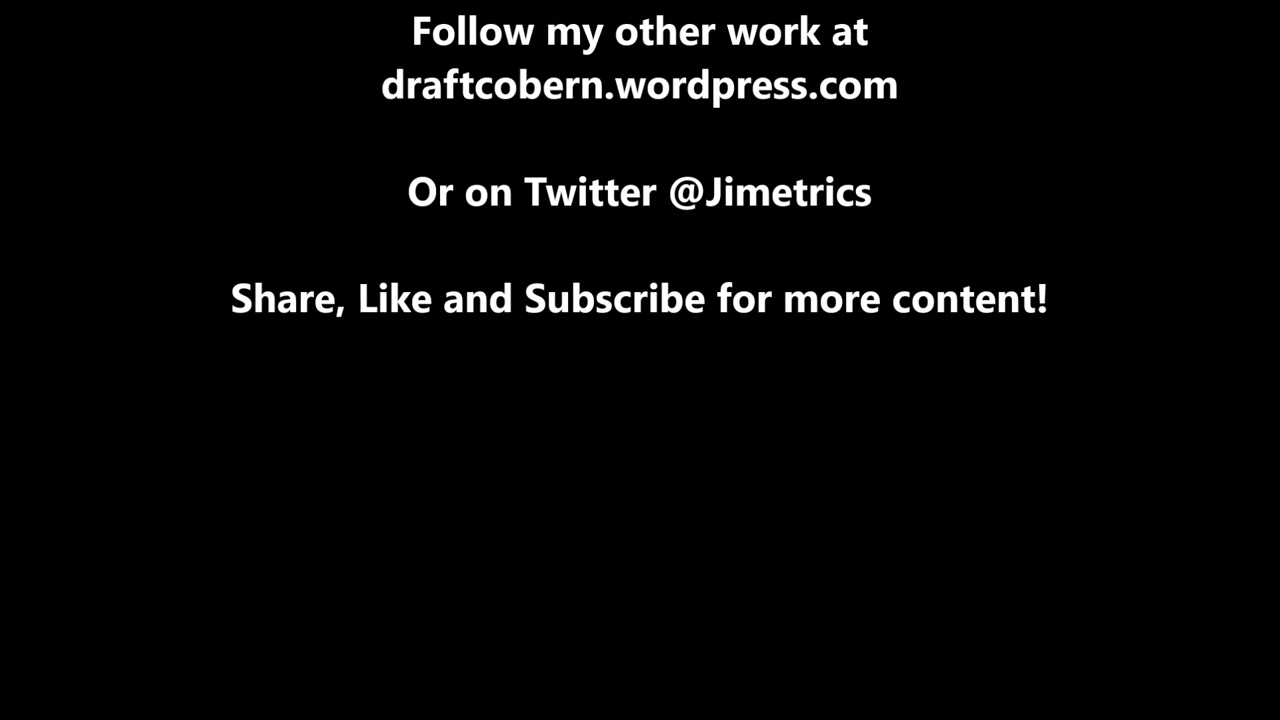 Follow my other work at
draftcobern.wordpress.com
Or on Twitter @Jimetrics
Share, Like and Subscribe for more content!